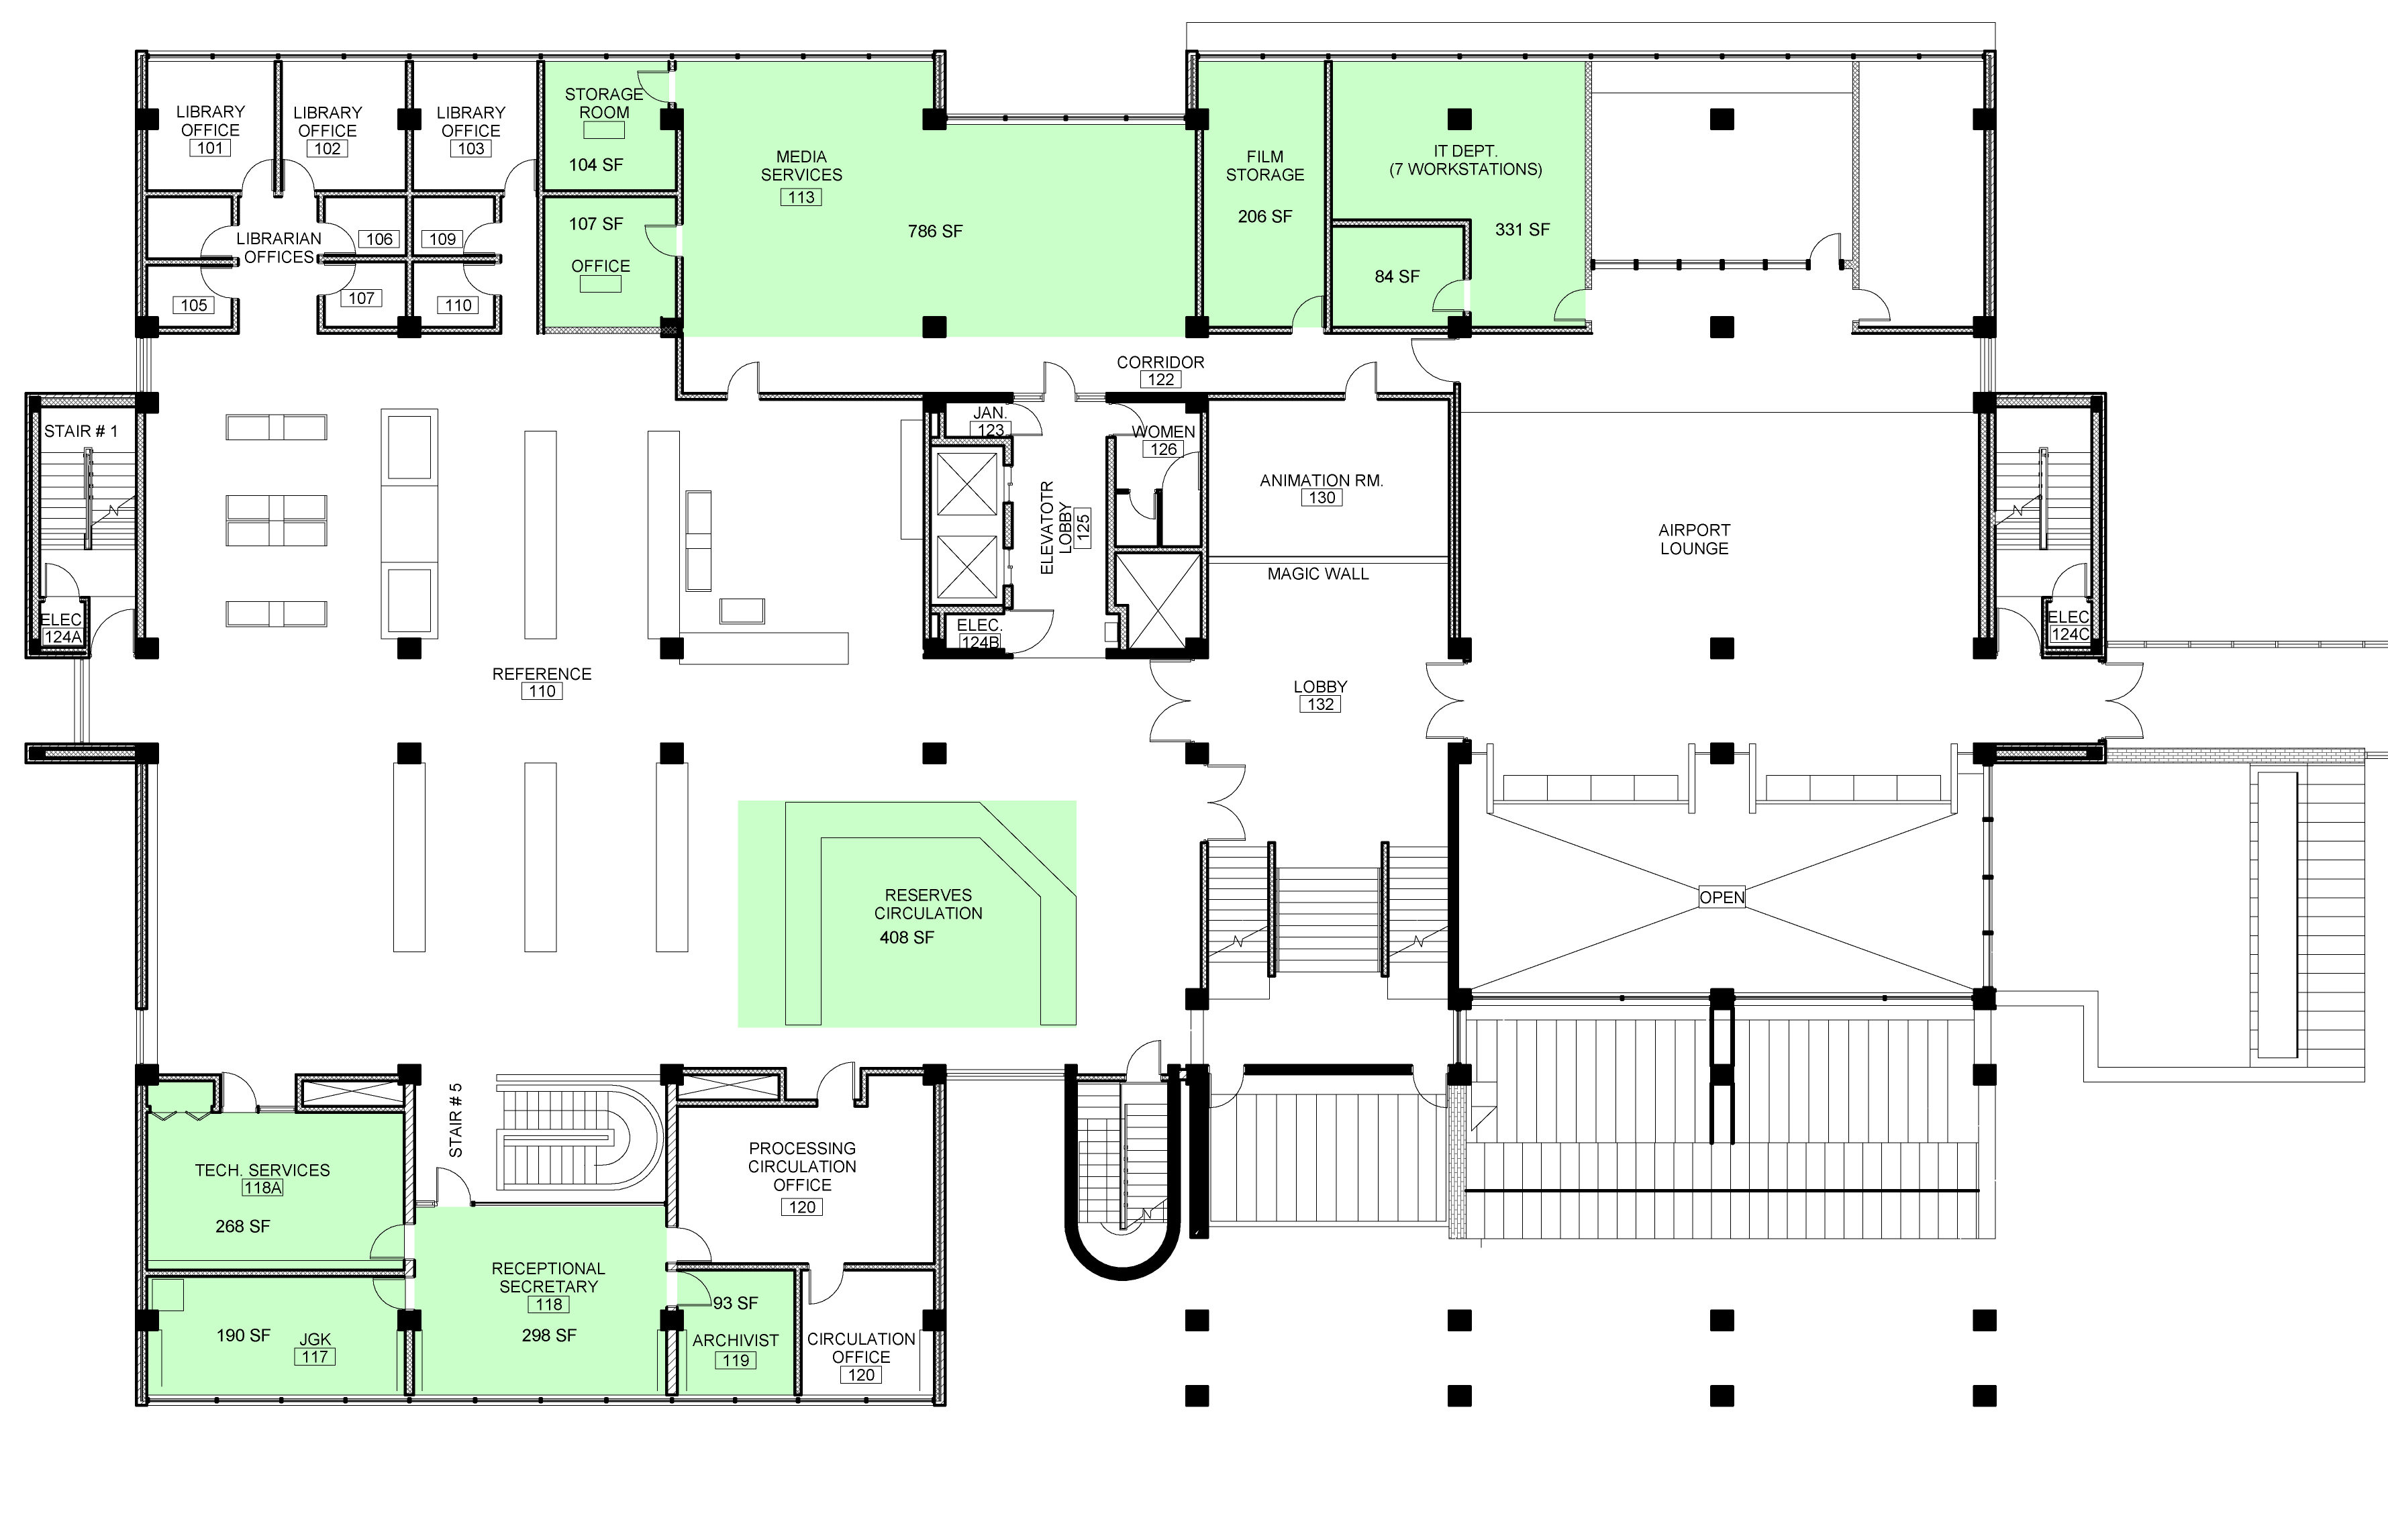 LIBRARY
OFFICE
101
LIBRARY
OFFICE
102
LIBRARY
OFFICE
103
STORAGE
ROOM
104 SF
MEDIA
SERVICES
113
786 SF
FILM
STORAGE
206 SF
IT DEPT.
(7 WORKSTATIONS)
331 SF
84 SF
107 SF
OFFICE
LIBRARIAN
OFFICES
106
109
105
107
110
CORRIDOR
122
STAIR # 1
JAN.
123
WOMEN
126
ELEVATOTR
LOBBY
125
ANIMATION RM.
130
MAGIC WALL
AIRPORT
LOUNGE
N
N
ELEC
124A
ELEC.
124B
ELEC
124C
REFERENCE
110
LOBBY
132
RESERVES
CIRCULATION
408 SF
OPEN
N
N
STAIR # 5
TECH. SERVICES
118A
268 SF
PROCESSING
CIRCULATION
OFFICE
120
N
RECEPTIONAL
SECRETARY
118
298 SF
190 SF
JGK
117
93 SF
ARCHIVIST
119
CIRCULATION
OFFICE
120